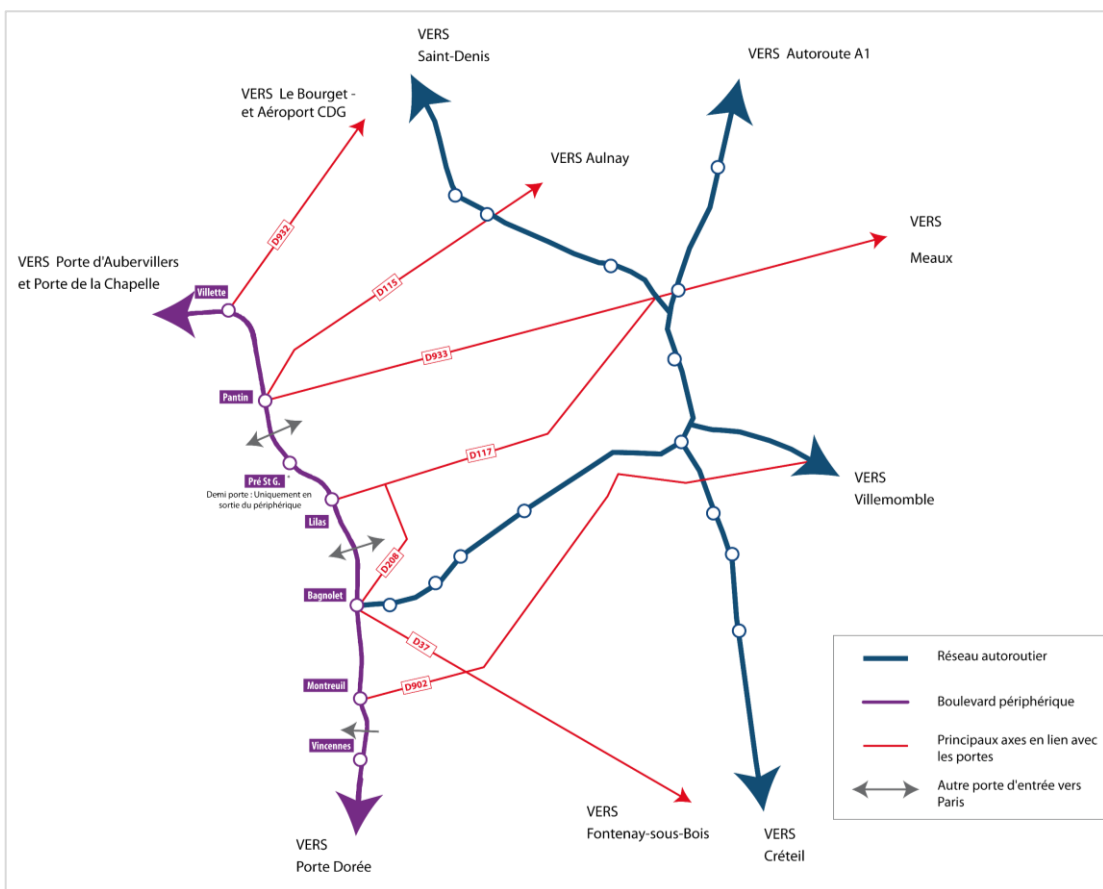 VERS
Saint-Denis
VERS Autoroute A1
VERS Le Bourget -
et Aéroport CDG
VERS Aulnay
D932
VERS
Meaux
VERS Porte d'Aubervillers
et Porte de la Chapelle
Villette
D115
D933
Pantin
D117
Pré St G. *
Demi porte : Uniquement en
sortie du périphérique
Lilas
VERS
Villemomble
D208
Bagnolet
D37
D902
Montreuil
Vincennes
VERS
Porte Dorée
VERS
Fontenay-sous-Bois
VERS
Créteil
Réseau autoroutier
Boulevard périphérique
Principaux axes en lien avec
les portes
Autre porte d'entrée vers
Paris